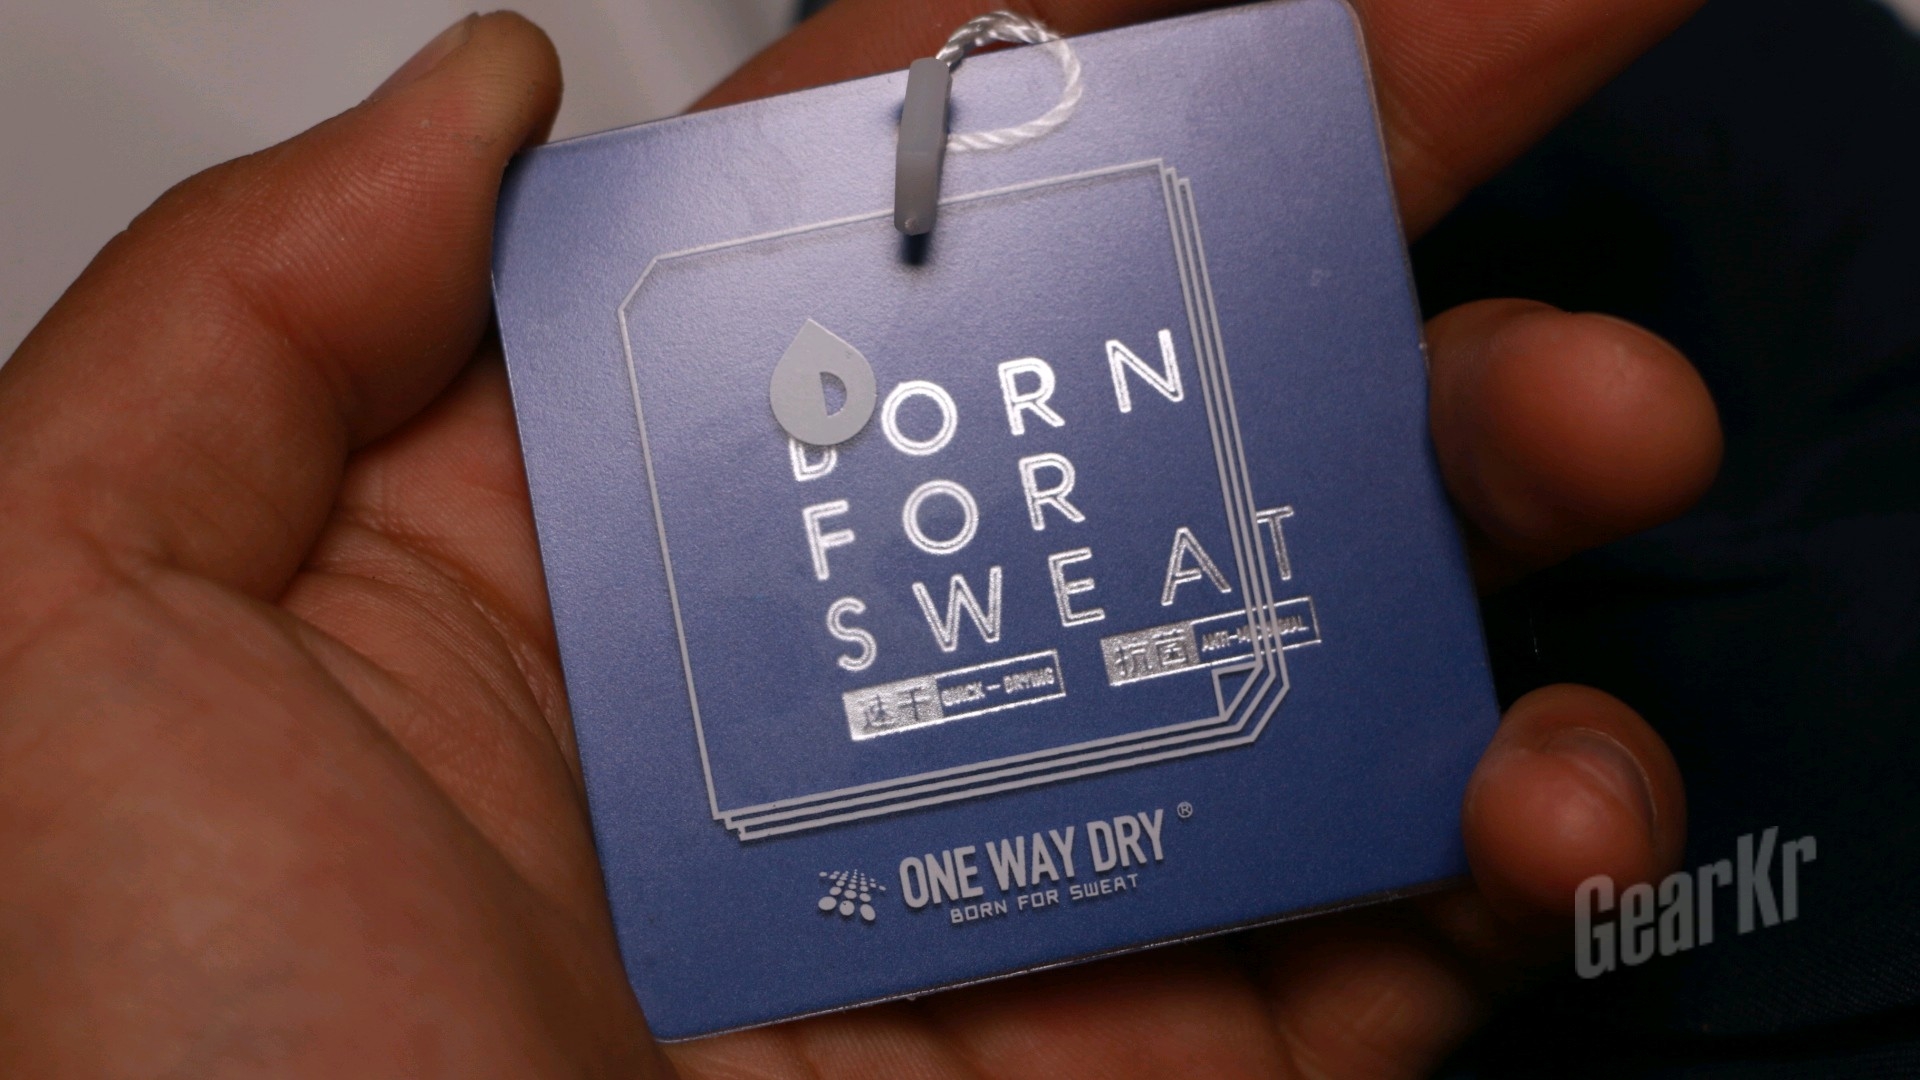 BORN
FOR
SWEAT
速干 QUICK-DRYING
抗菌 ANTI-MICROBIAL
ONE WAY DRY®
BORN FOR SWEAT
GearKr